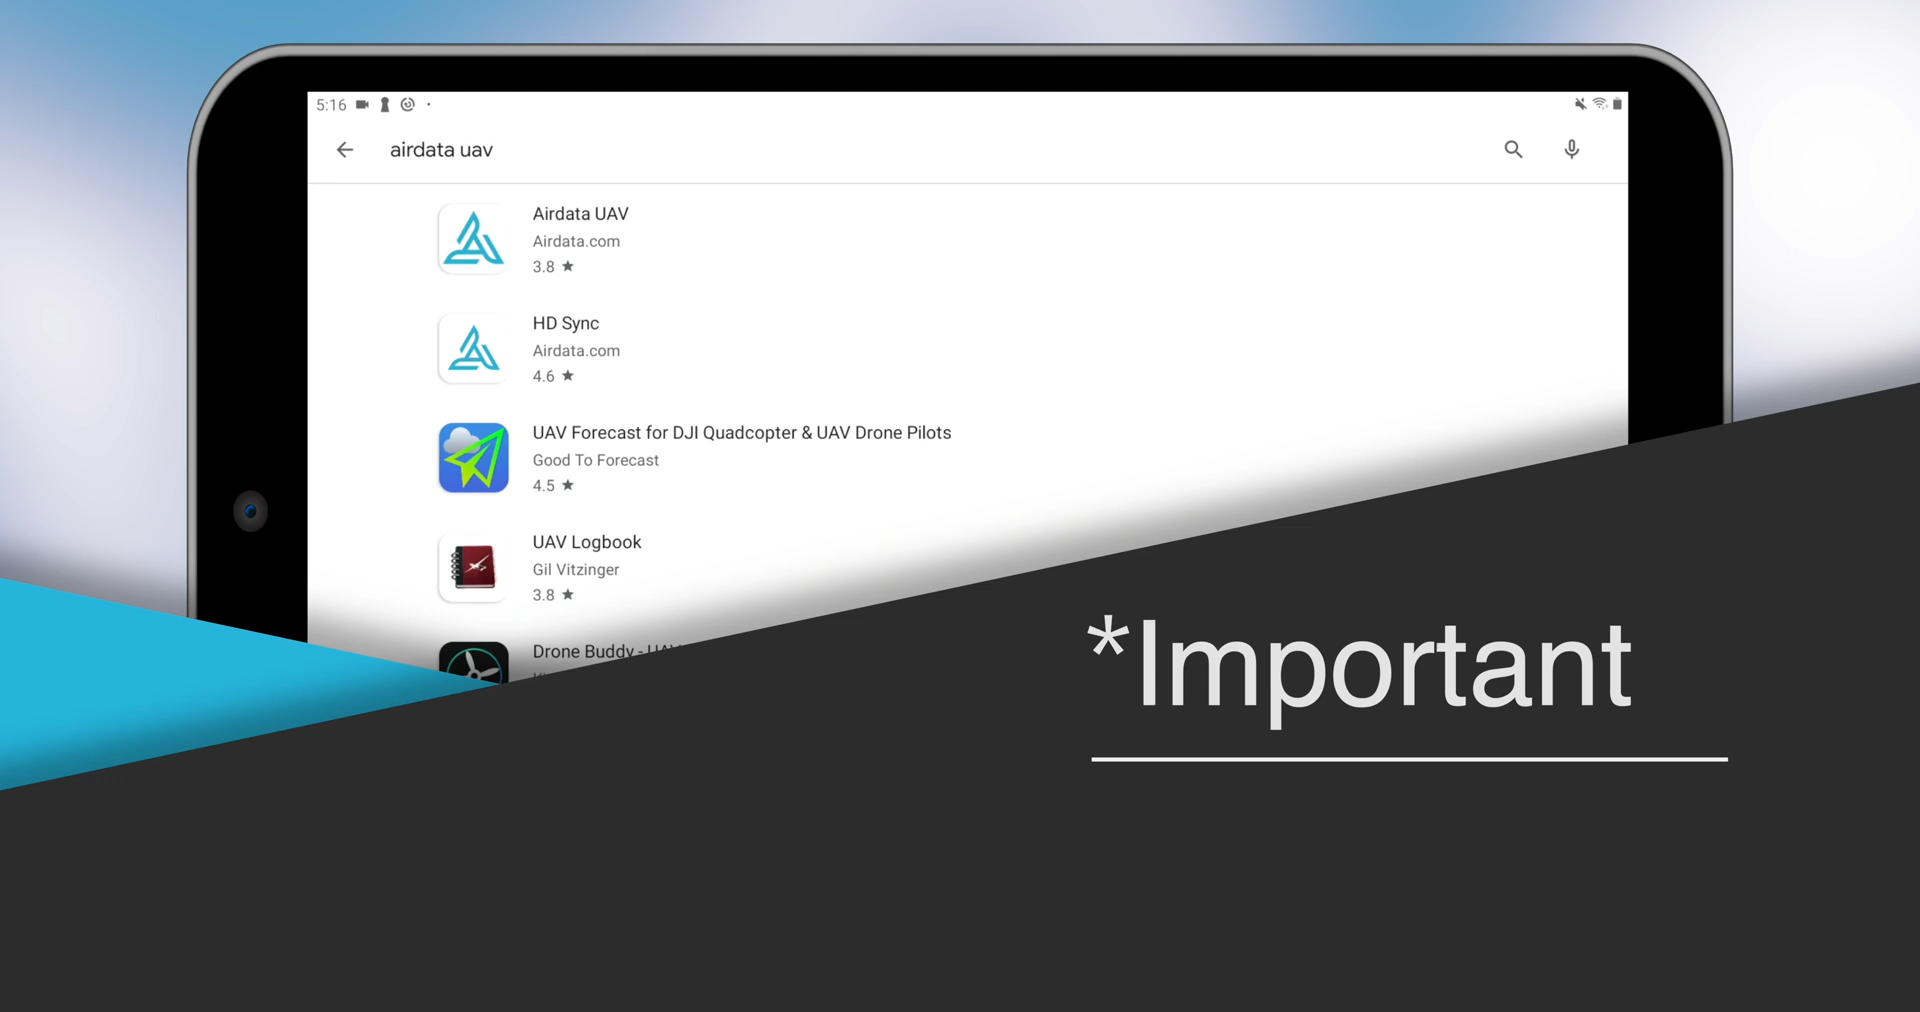 5:16
airdata uav
Airdata UAV
Airdata.com
3.8 ★
HD Sync
Airdata.com
4.6 ★
UAV Forecast for DJI Quadcopter & UAV Drone Pilots
Good To Forecast
4.5 ★
UAV Logbook
Gil Vitzinger
3.8 ★
Drone Buddy - UAV
*Important